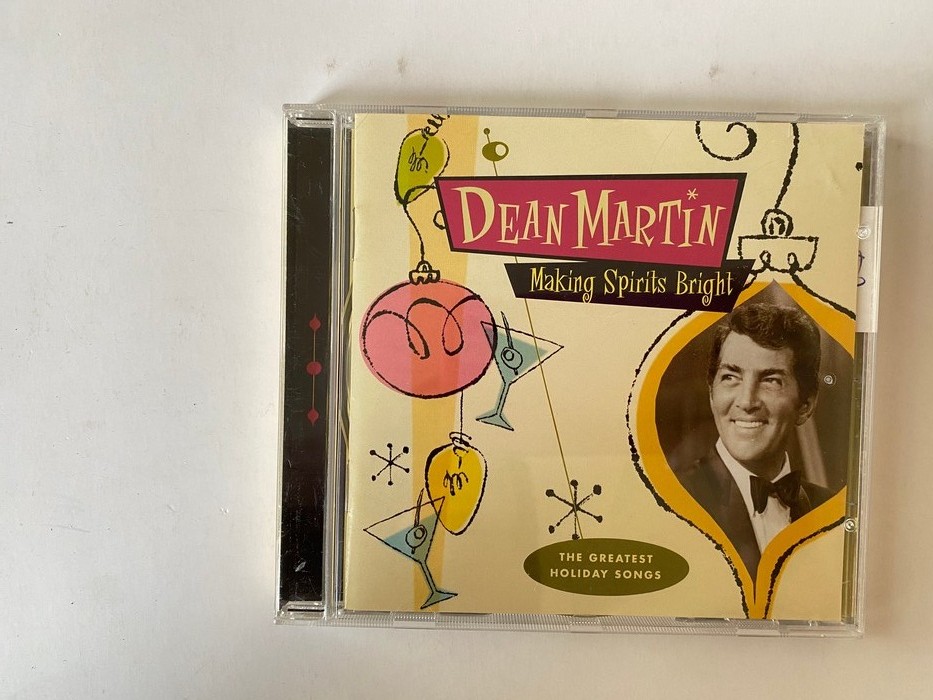 DEAN MARTIN
Making Spirits Bright
THE GREATEST
HOLIDAY SONGS